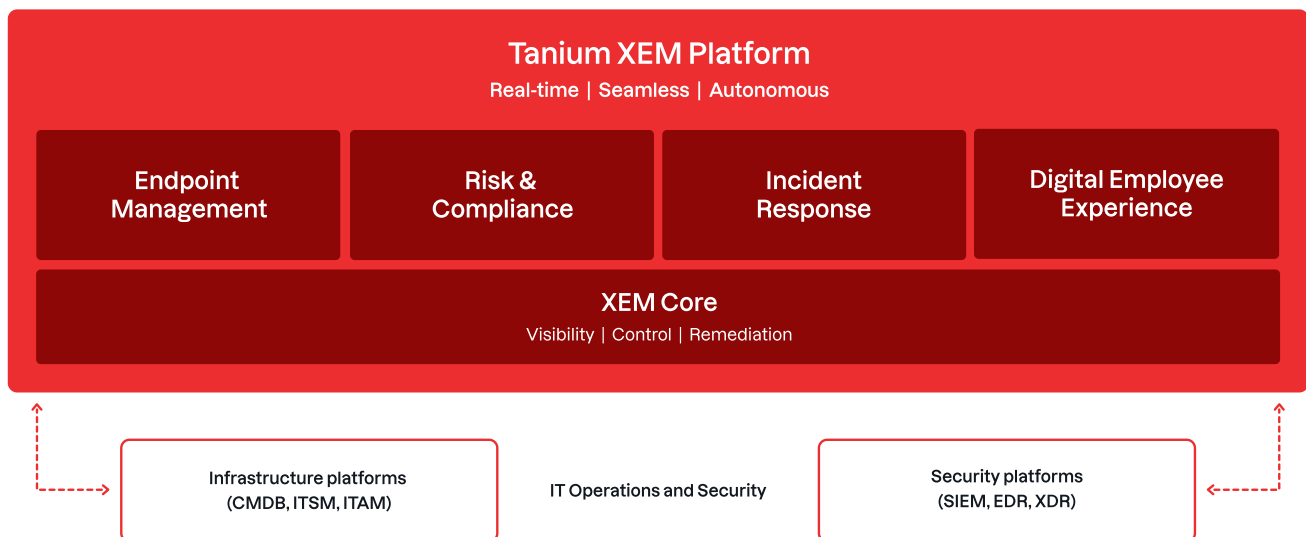 Tanium XEM Platform
Real-time | Seamless | Autonomous
Endpoint
Management
Risk &
Compliance
Incident
Response
Digital Employee
Experience
XEM Core
Visibility | Control | Remediation
Infrastructure platforms
(CMDB, ITSM, ITAM)
IT Operations and Security
Security platforms
(SIEM, EDR, XDR)